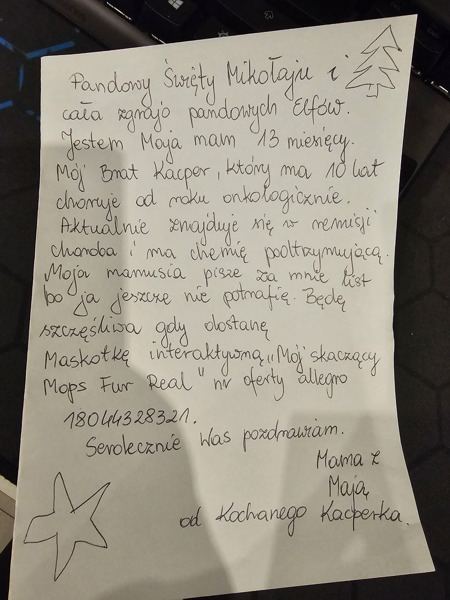 Pandowy Święty Mikołaju i
cała zgrajo pandowych Elfów.
Jestem Maja mam 13 miesięcy.
Mój Brat Kacper, który ma 10 lat
choruje od roku onkologicznie.
Aktualnie znajduje się w remisji
choroba i ma chemię podtrzymującą.
Moja mamusia pisze za mnie list
bo ja jeszcze nie potrafię. Będę
szczęśliwa gdy dostanę
Maskotkę interaktywną „Mój skaczący
Mops Fur Real" nr oferty allegro
18044328321.
Serdecznie Was pozdrawiam.
Mama z
Mają
od Kochanego Kacperka.